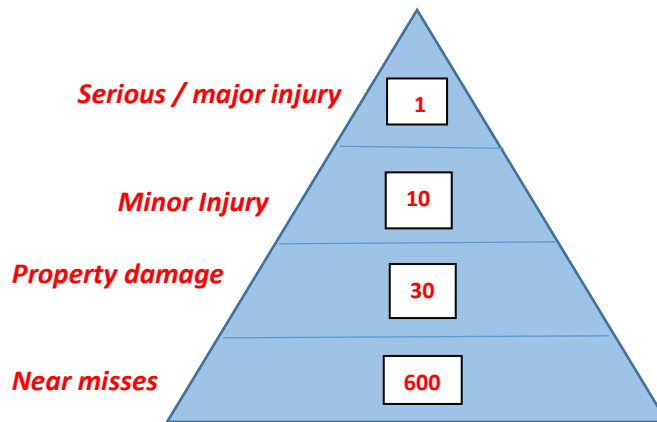 Serious / major injury
1
Minor Injury
10
Property damage
30
Near misses
600